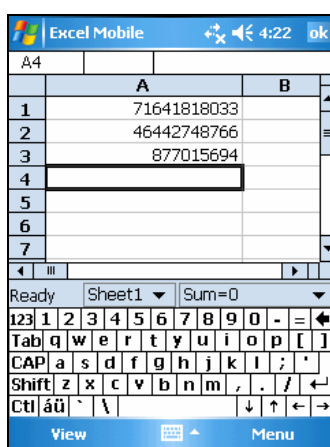 Excel Mobile 4:22 ok
A4
A B
1 71641818033
2 46442748766
3 877015694
4
5
6
7
Ready Sheet1 Sum=0
123 1 2 3 4 5 6 7 8 9 0 - =
Tab q w e r t y u i o p [ ]
CAP a s d f g h j k l ; '
Shift z x c v b n m , . /
Ctl áü ` \
View Menu